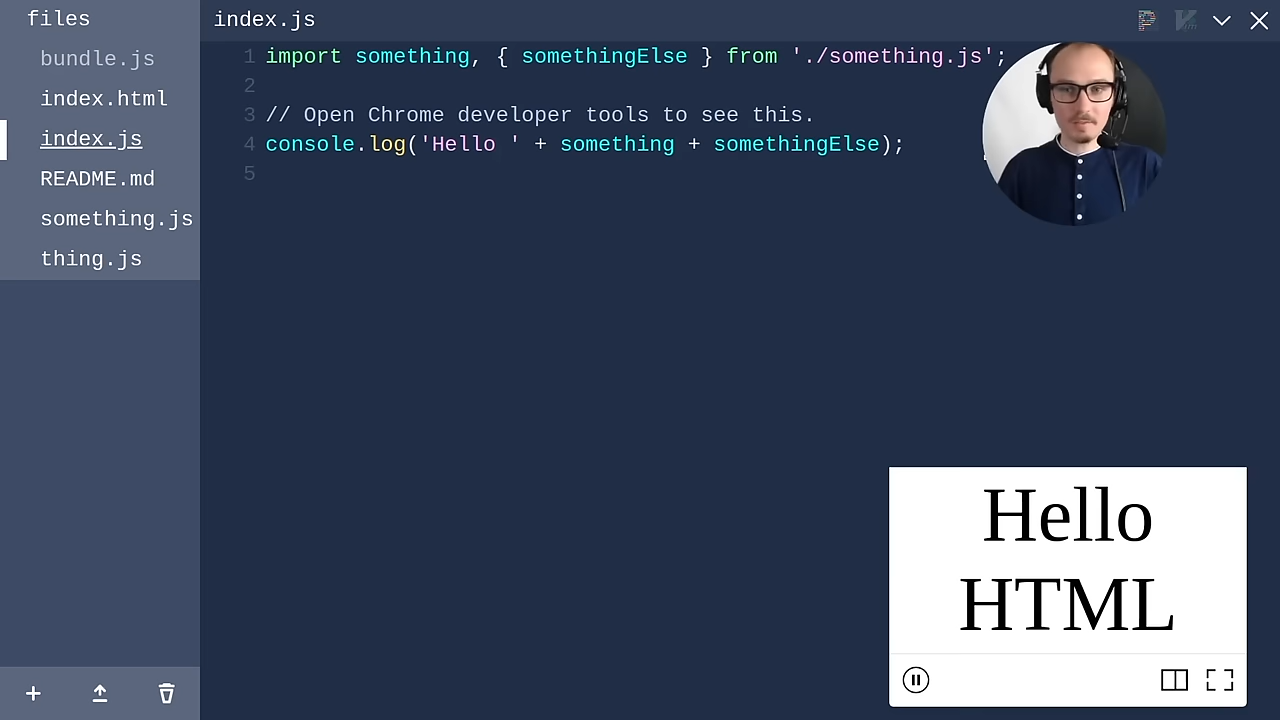 files
bundle.js
index.html
index.js
README.md
something.js
thing.js
index.js
1 import something, { somethingElse } from './something.js';
2
3 // Open Chrome developer tools to see this.
4 console.log('Hello ' + something + somethingElse);
5
Hello
HTML